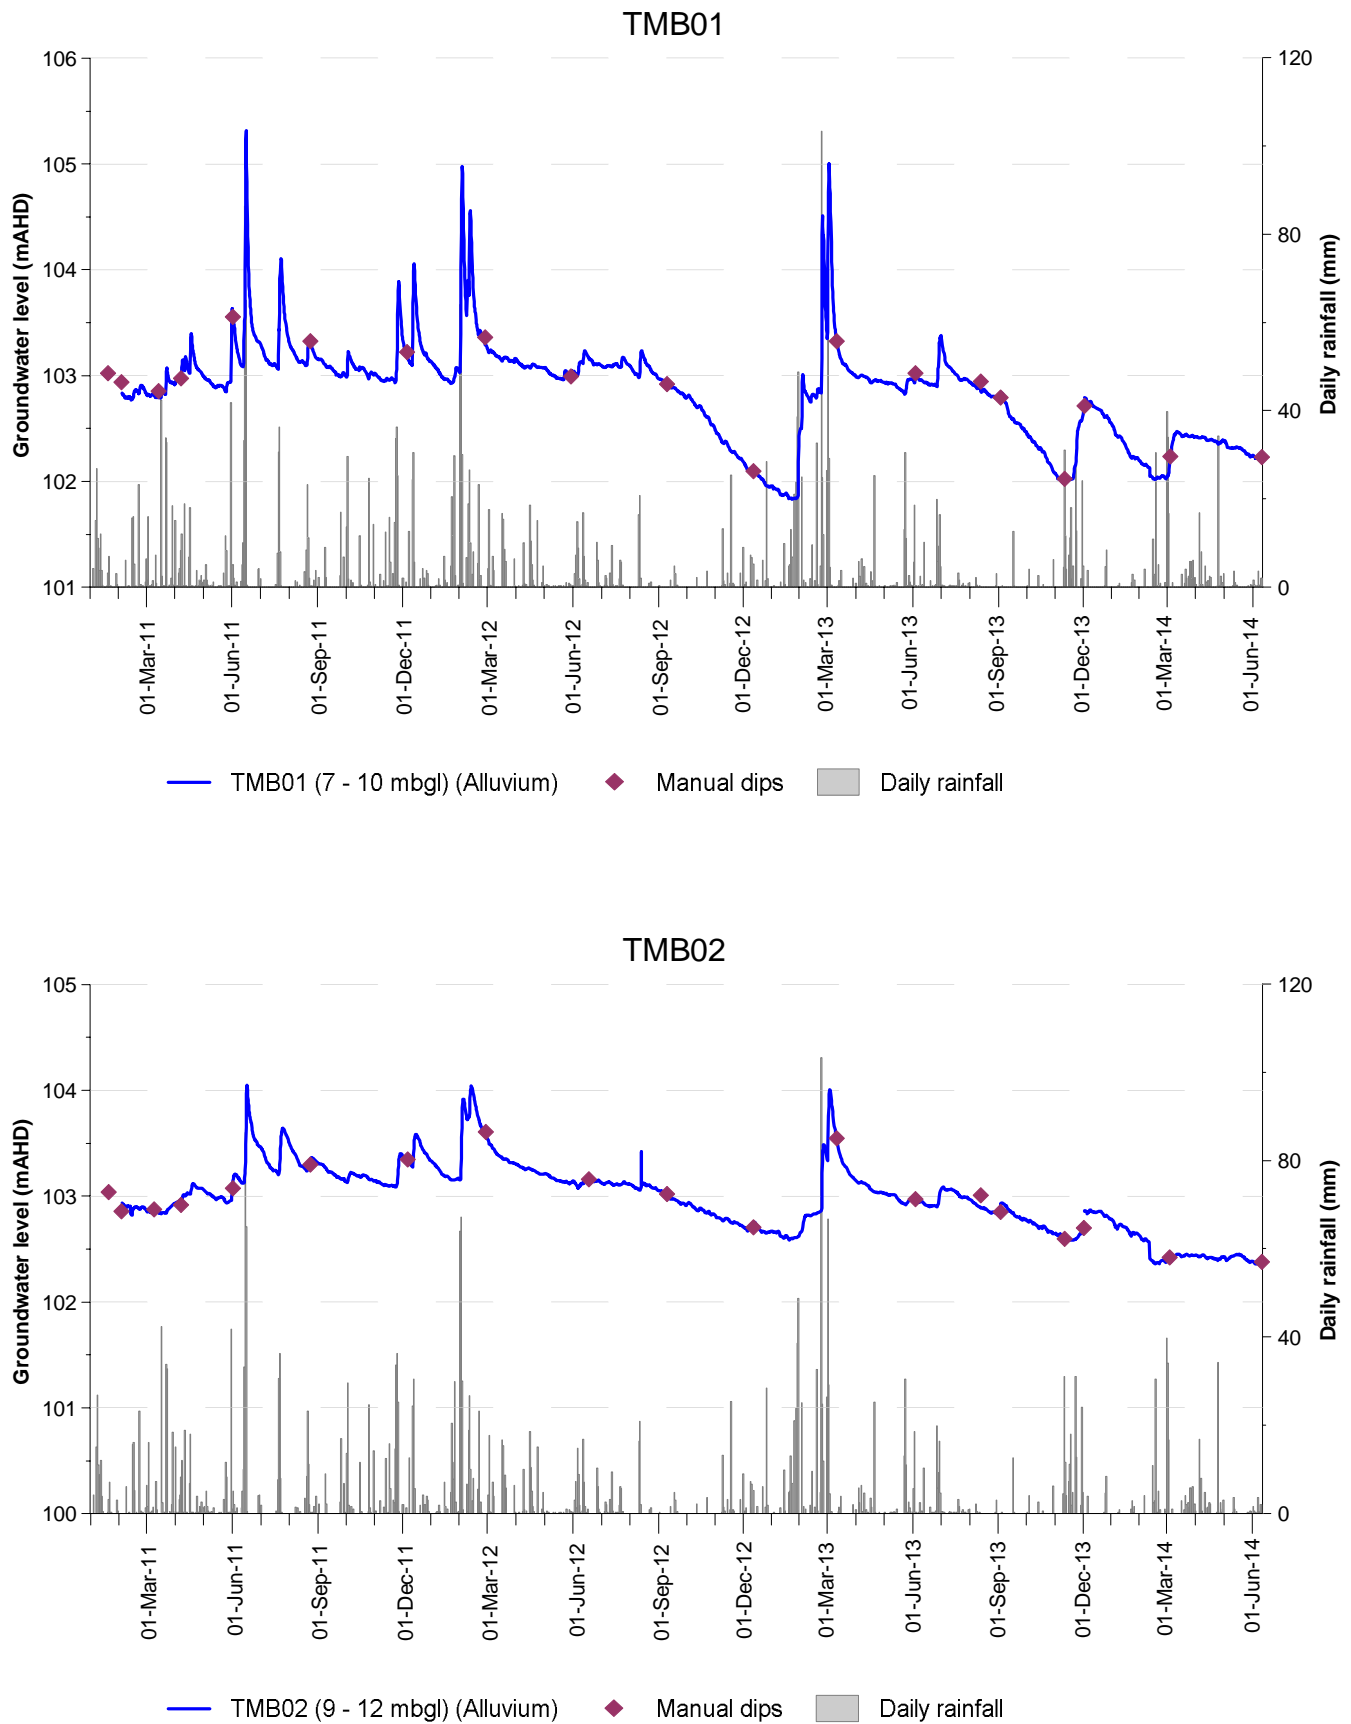 TMB01
106
105
104
103
102
101
Groundwater level (mAHD)
120
80
40
0
Daily rainfall (mm)
01-Mar-11
01-Jun-11
01-Sep-11
01-Dec-11
01-Mar-12
01-Jun-12
01-Sep-12
01-Dec-12
01-Mar-13
01-Jun-13
01-Sep-13
01-Dec-13
01-Mar-14
01-Jun-14
TMB01 (7 - 10 mbgl) (Alluvium) Manual dips Daily rainfall
TMB02
105
104
103
102
101
100
Groundwater level (mAHD)
120
80
40
0
Daily rainfall (mm)
01-Mar-11
01-Jun-11
01-Sep-11
01-Dec-11
01-Mar-12
01-Jun-12
01-Sep-12
01-Dec-12
01-Mar-13
01-Jun-13
01-Sep-13
01-Dec-13
01-Mar-14
01-Jun-14
TMB02 (9 - 12 mbgl) (Alluvium) Manual dips Daily rainfall